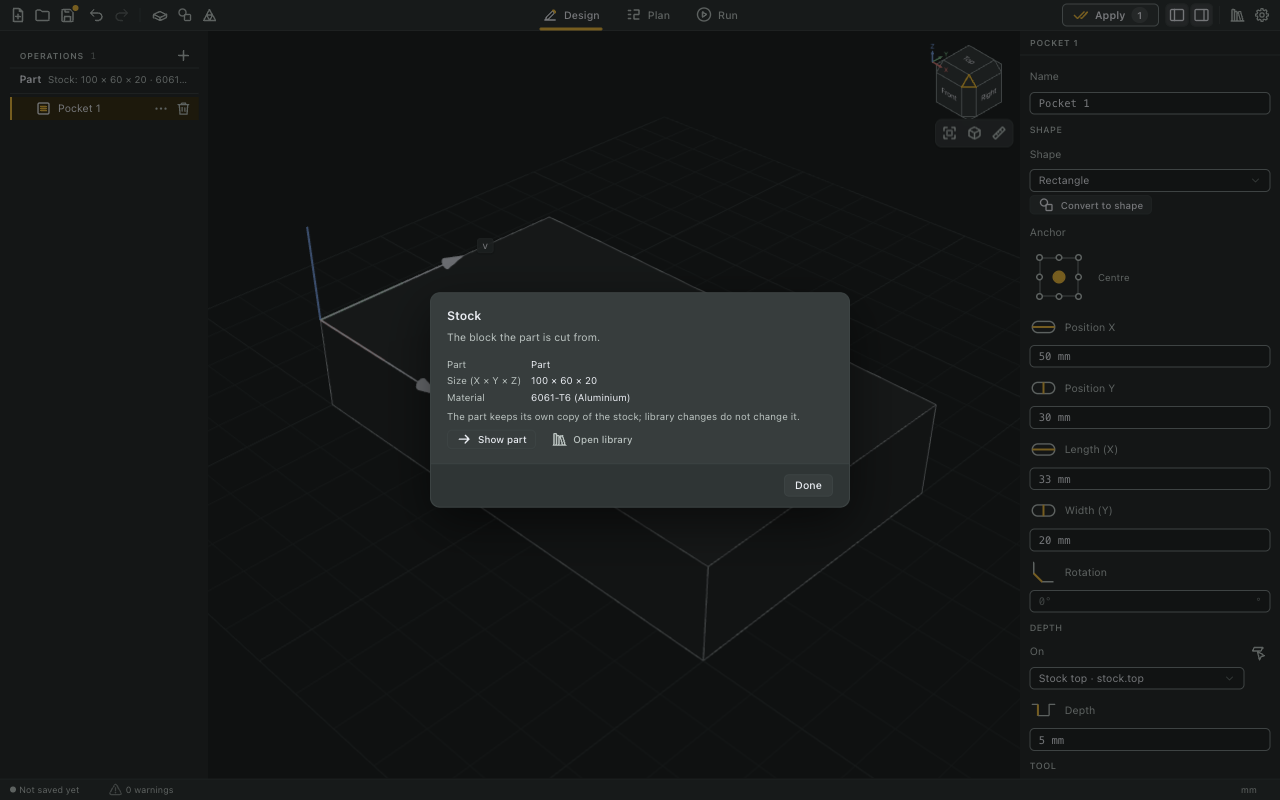 Design
Plan
Run
Apply 1
OPERATIONS 1
Part Stock: 100 × 60 × 20 · 6061...
Pocket 1
Z
Y
X
Top
Front
Right
V
Stock
The block the part is cut from.
Part Part
Size (X × Y × Z) 100 × 60 × 20
Material 6061-T6 (Aluminium)
The part keeps its own copy of the stock; library changes do not change it.
Show part
Open library
Done
POCKET 1
Name
Pocket 1
SHAPE
Shape
Rectangle
Convert to shape
Anchor
Centre
Position X
50 mm
Position Y
30 mm
Length (X)
33 mm
Width (Y)
20 mm
Rotation
0° °
DEPTH
On
Stock top · stock.top
Depth
5 mm
TOOL
Not saved yet
0 warnings
mm